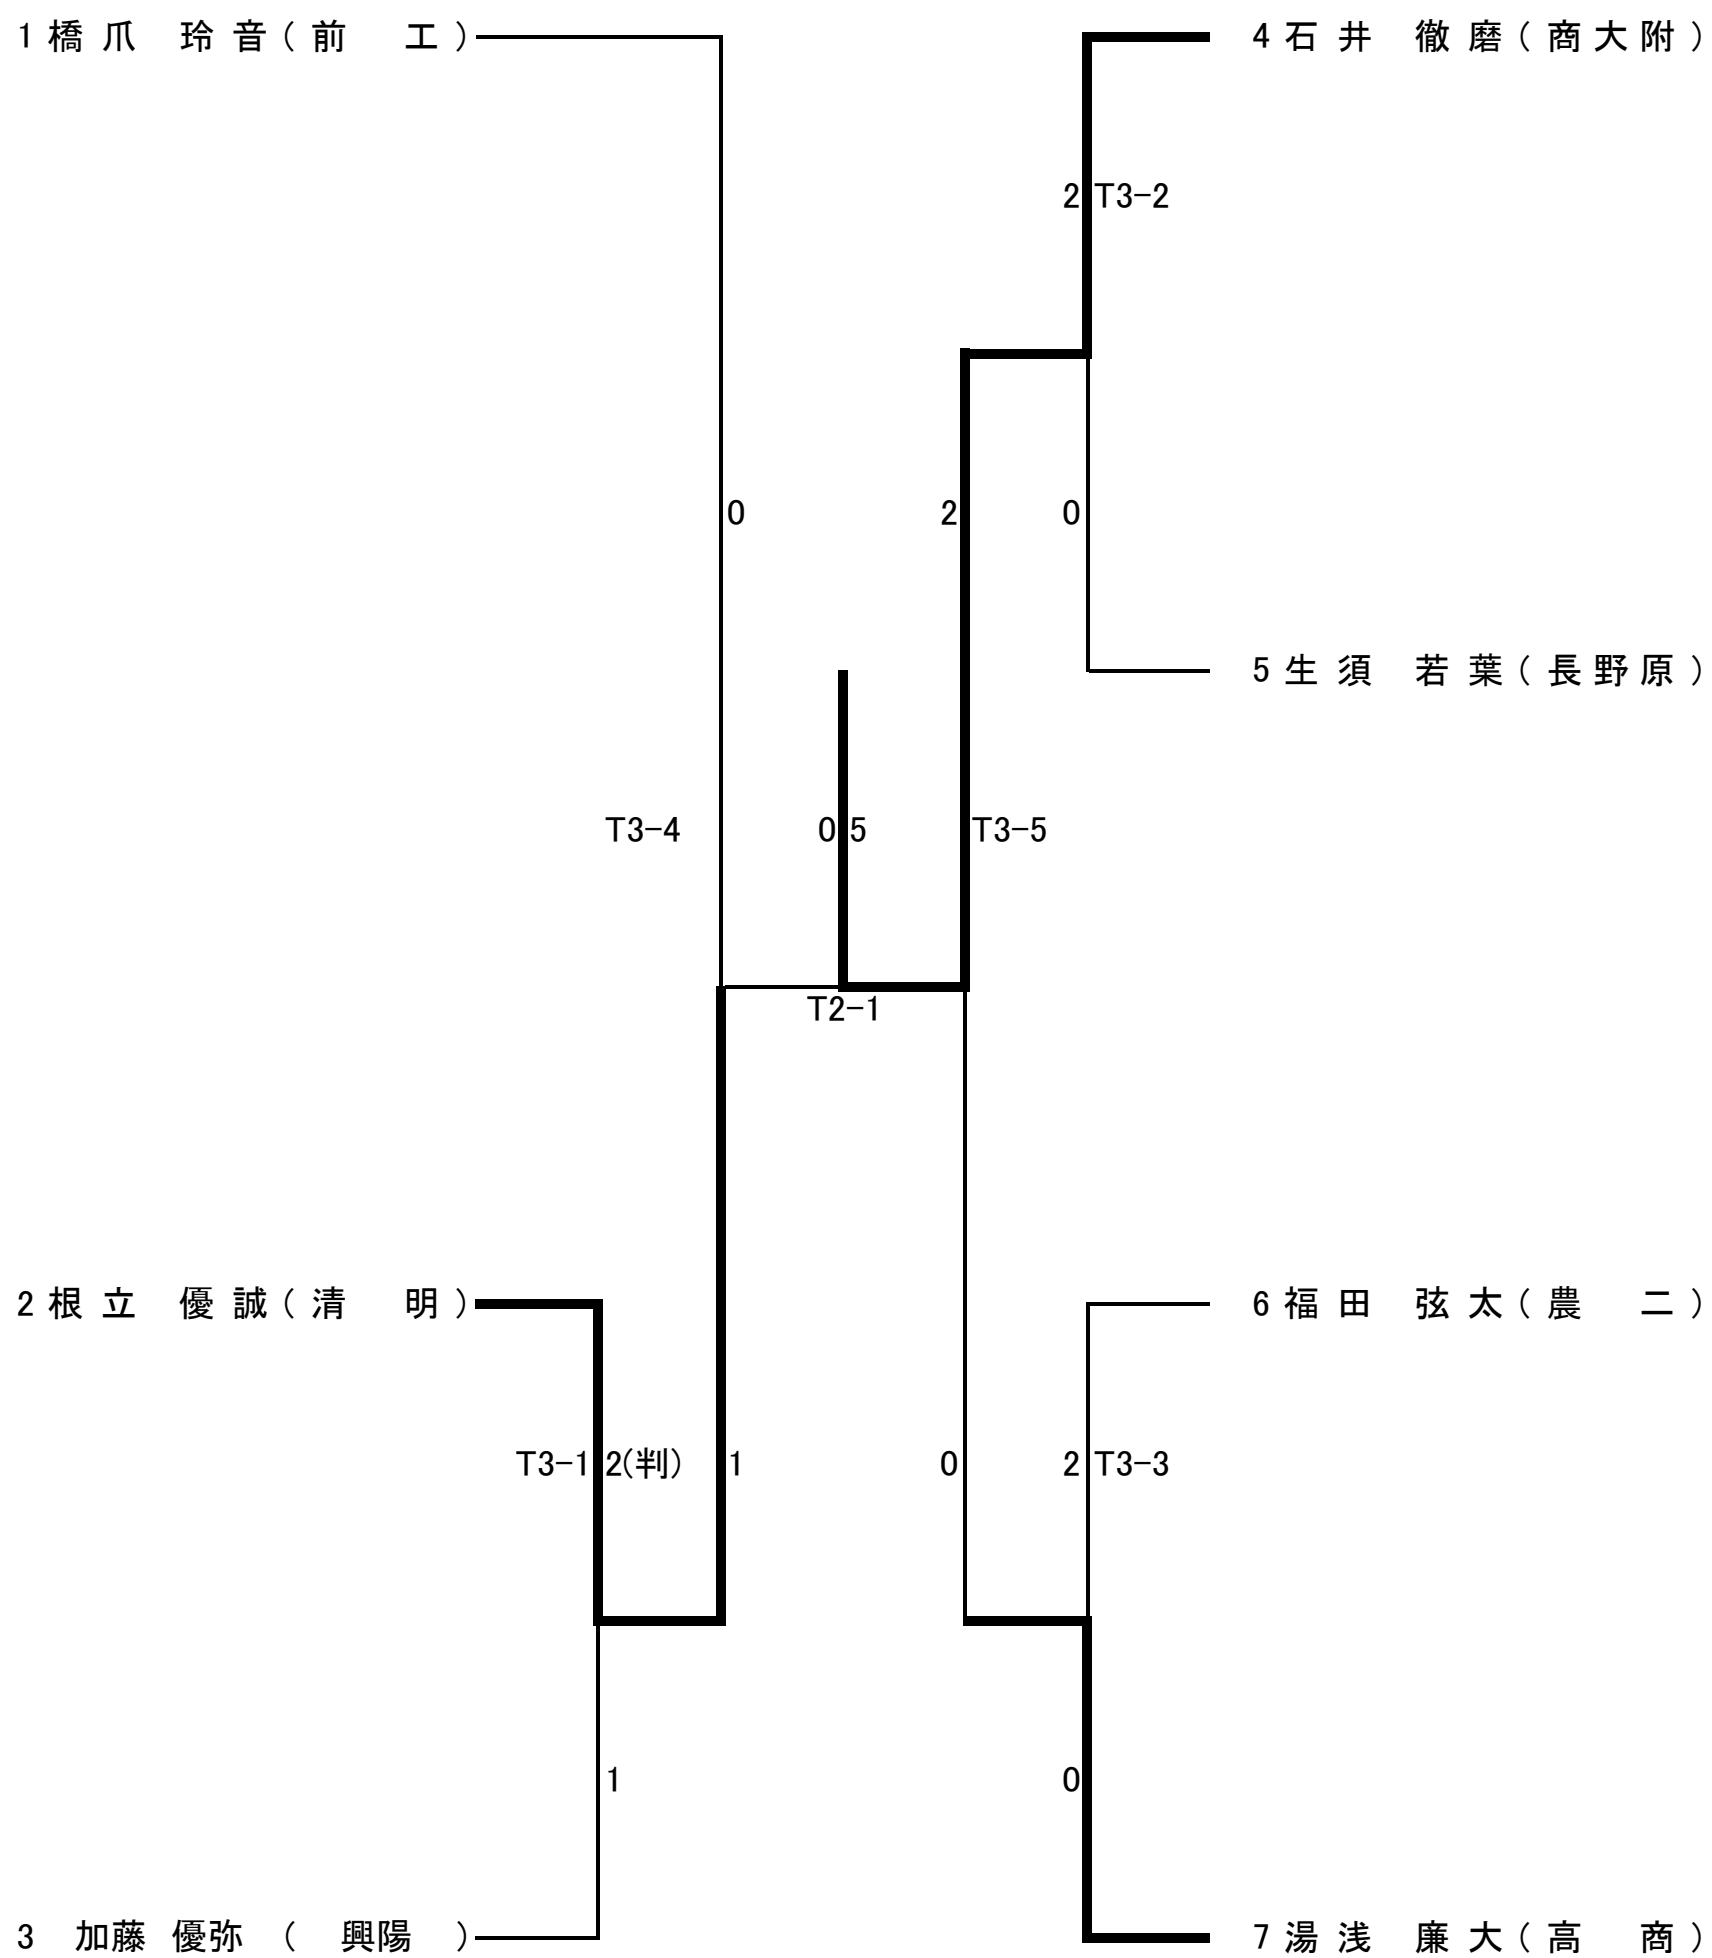 1 橋爪 玲音(前 工) 4 石井 徹磨(商大附)
2 T3-2
0 2 0
5 生須 若葉(長野原)
T3-4 0 5 T3-5
T2-1
2 根立 優誠(清 明) 6 福田 弦太(農 二)
T3-1 2(判) 1 0 2 T3-3
1 0
3 加藤 優弥 ( 興陽 ) 7 湯浅 廉大(高 商)